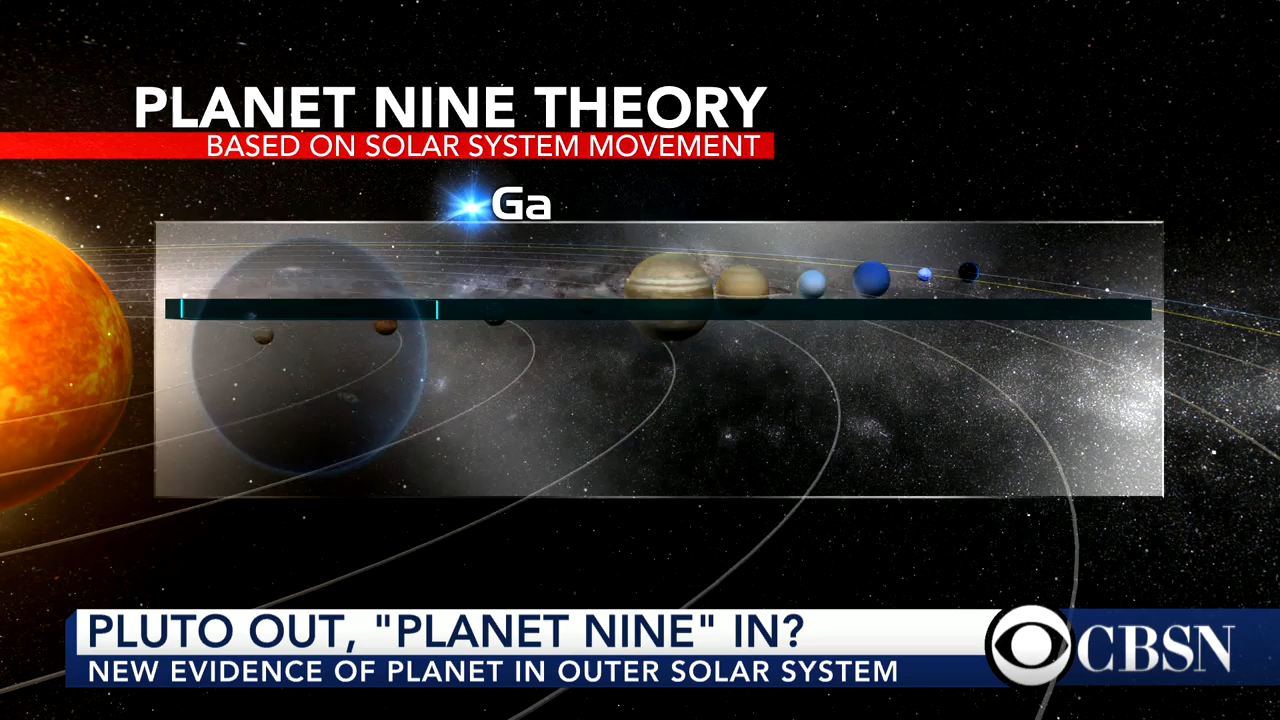 PLANET NINE THEORY
BASED ON SOLAR SYSTEM MOVEMENT
Ga
PLUTO OUT, "PLANET NINE" IN?
NEW EVIDENCE OF PLANET IN OUTER SOLAR SYSTEM
CBSN